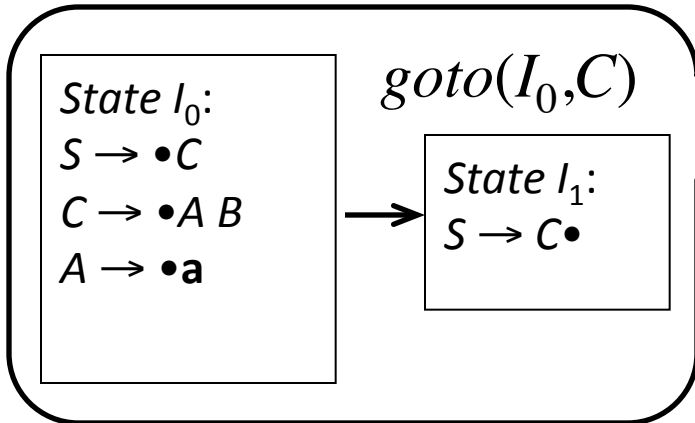 State I₀:
S → •C
C → •A B
A → •a
goto(I₀,C)
State I₁:
S → C•